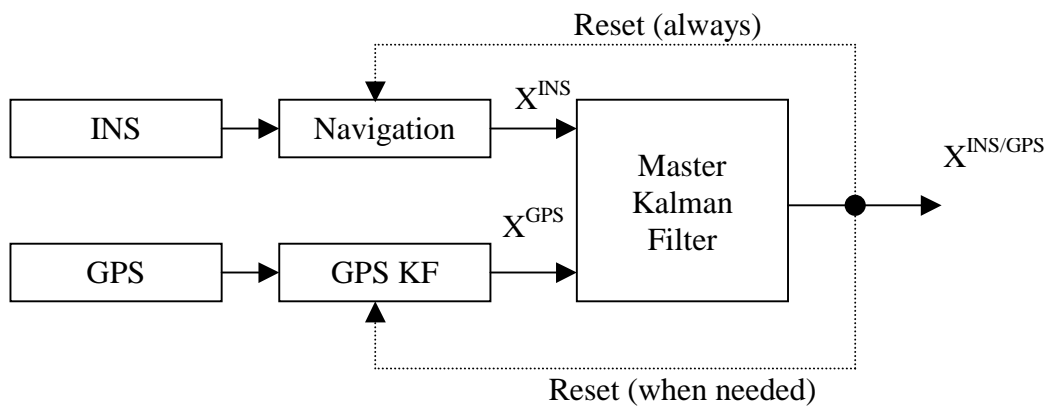 Reset (always)
INS
Navigation
X^INS
Master
Kalman
Filter
X^INS/GPS
GPS
GPS KF
X^GPS
Reset (when needed)